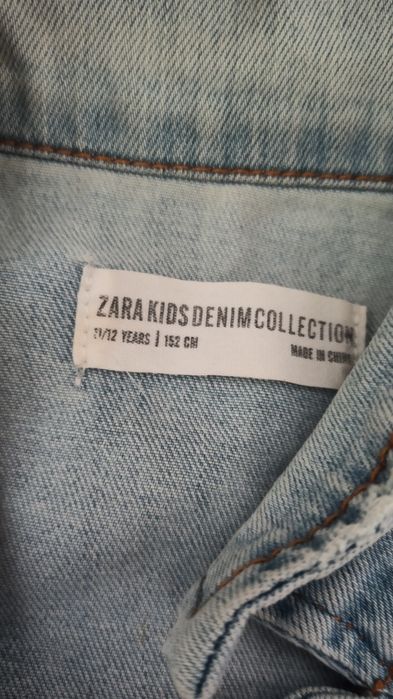 ZARA KIDS DENIM COLLECTION
11/12 YEARS | 152 CM
MADE IN CHINA